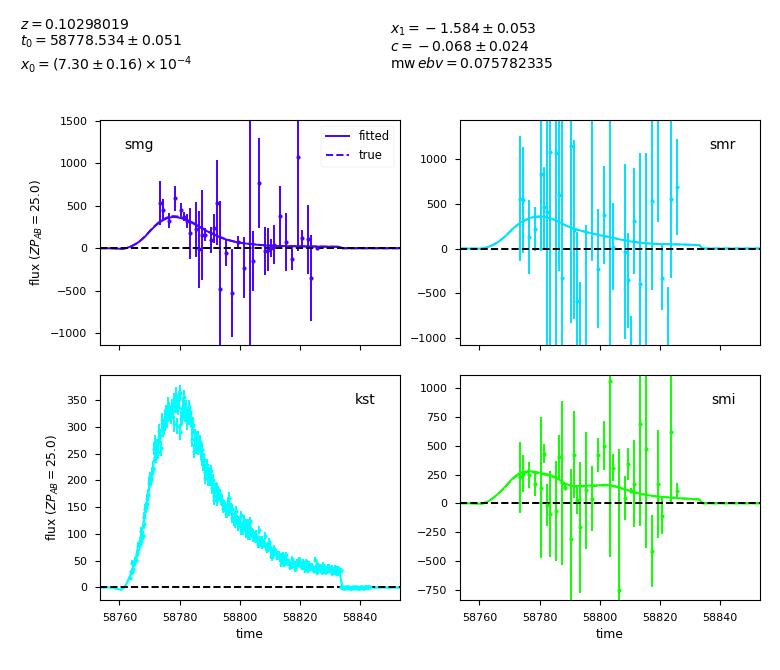 z = 0.10298019
t₀ = 58778.534 ± 0.051
x₀ = (7.30 ± 0.16) × 10⁻⁴
x₁ = −1.584 ± 0.053
c = −0.068 ± 0.024
mw ebv = 0.075782335
smg
fitted
true
1500
1000
500
0
−500
−1000
flux (ZP_AB = 25.0)
smr
1000
500
0
−500
−1000
kst
350
300
250
200
150
100
50
0
flux (ZP_AB = 25.0)
58760 58780 58800 58820 58840
time
smi
1000
750
500
250
0
−250
−500
−750
58760 58780 58800 58820 58840
time